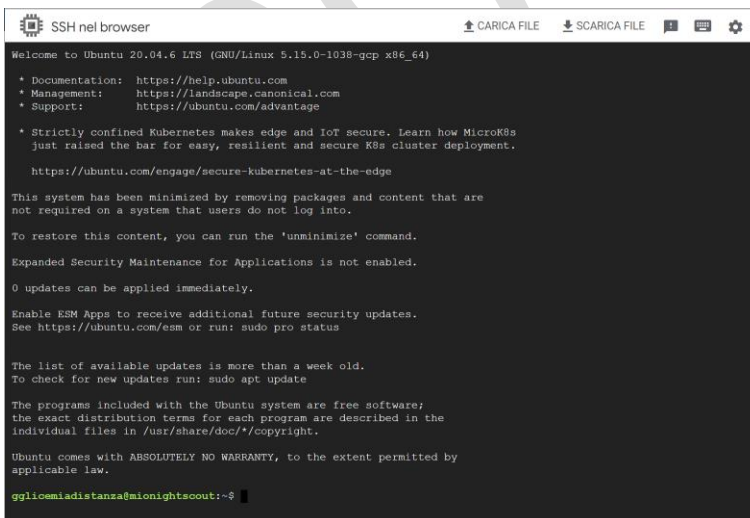 SSH nel browser
CARICA FILE
SCARICA FILE
Welcome to Ubuntu 20.04.6 LTS (GNU/Linux 5.15.0-1038-gcp x86_64)
* Documentation: https://help.ubuntu.com
* Management: https://landscape.canonical.com
* Support: https://ubuntu.com/advantage
* Strictly confined Kubernetes makes edge and IoT secure. Learn how MicroK8s
just raised the bar for easy, resilient and secure K8s cluster deployment.
https://ubuntu.com/engage/secure-kubernetes-at-the-edge
This system has been minimized by removing packages and content that are
not required on a system that users do not log into.
To restore this content, you can run the 'unminimize' command.
Expanded Security Maintenance for Applications is not enabled.
0 updates can be applied immediately.
Enable ESM Apps to receive additional future security updates.
See https://ubuntu.com/esm or run: sudo pro status
The list of available updates is more than a week old.
To check for new updates run: sudo apt update
The programs included with the Ubuntu system are free software;
the exact distribution terms for each program are described in the
individual files in /usr/share/doc/*/copyright.
Ubuntu comes with ABSOLUTELY NO WARRANTY, to the extent permitted by
applicable law.
gglicemiadistanza@mionightscout:~$